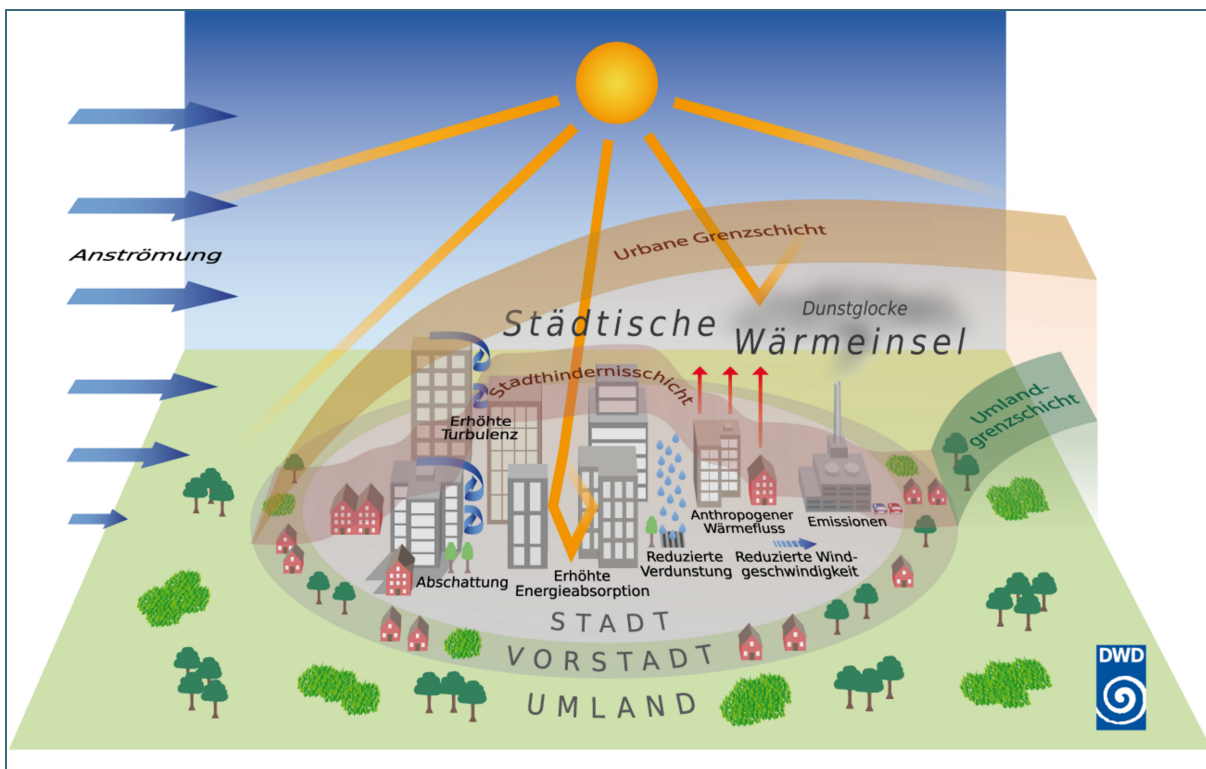 Urbane Grenzschicht
Anströmung
Dunstglocke
Städtische
Wärmeinsel
Stadthindernisschicht
Umland-
grenzschicht
Erhöhte
Turbulenz
Anthropogener
Wärmefluss
Emissionen
Abschattung
Erhöhte
Energieabsorption
Reduzierte
Verdunstung
Reduzierte Wind-
geschwindigkeit
STADT
VORSTADT
UMLAND
DWD